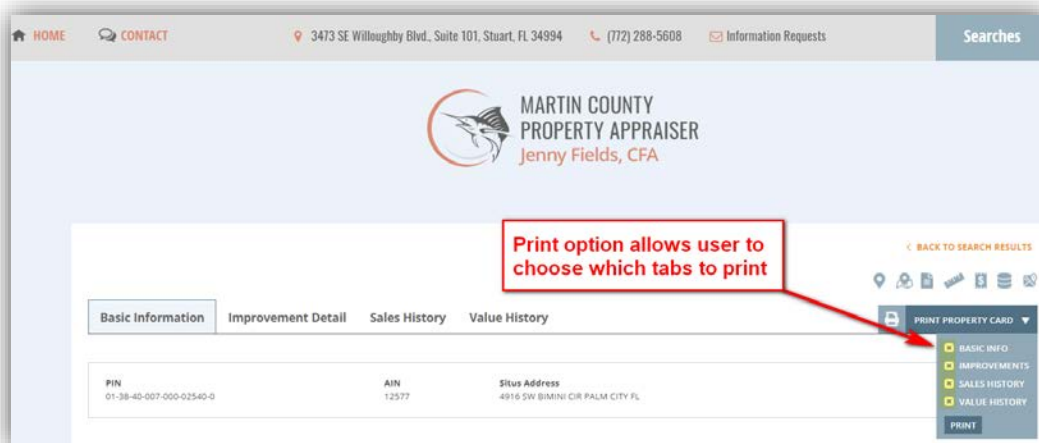 HOME
CONTACT
3473 SE Willoughby Blvd., Suite 101, Stuart, FL 34994
(772) 288-5608
Information Requests
Searches
MARTIN COUNTY
PROPERTY APPRAISER
Jenny Fields, CFA
Print option allows user to
choose which tabs to print
< BACK TO SEARCH RESULTS
Basic Information
Improvement Detail
Sales History
Value History
PRINT PROPERTY CARD
BASIC INFO
IMPROVEMENTS
SALES HISTORY
VALUE HISTORY
PRINT
PIN
AIN
Situs Address
01-38-40-007-000-02540-0
12577
4916 SW BIMINI CIR PALM CITY FL